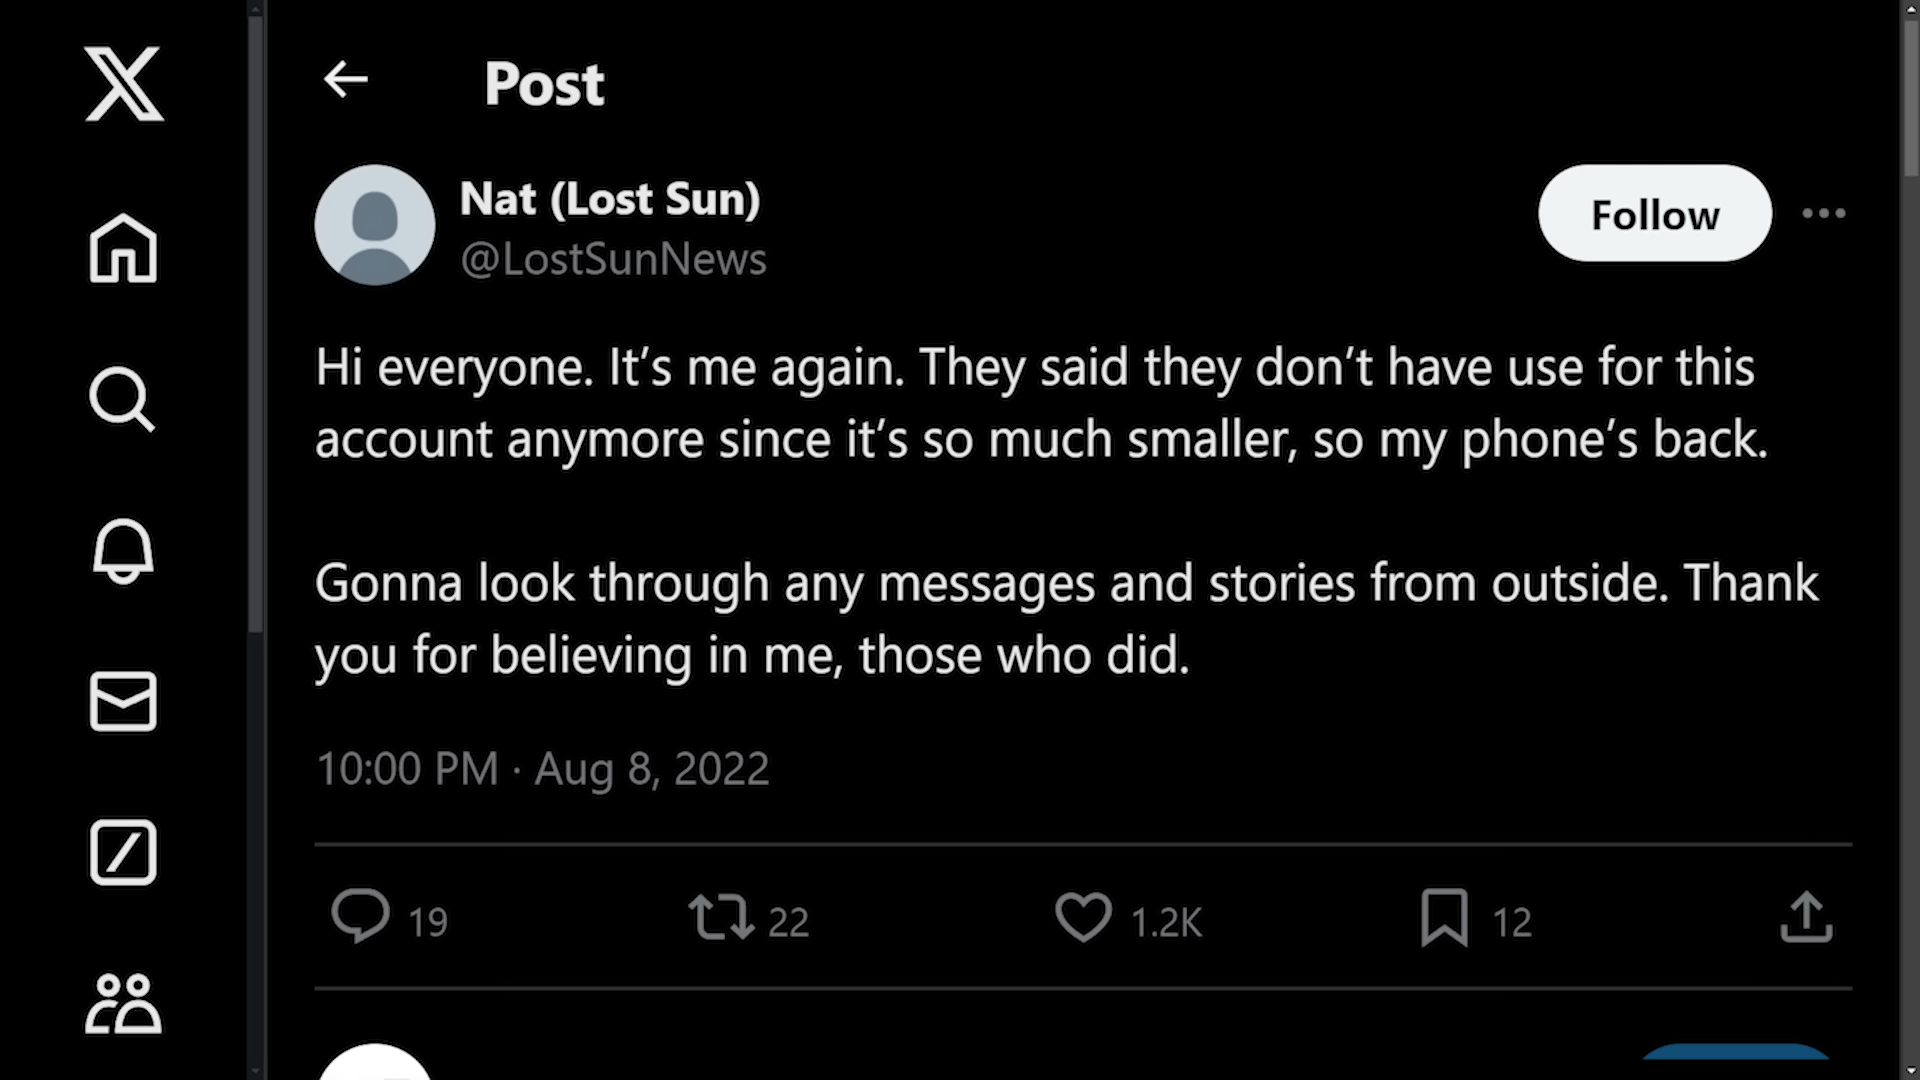 Post
Nat (Lost Sun)
@LostSunNews
Follow
Hi everyone. It’s me again. They said they don’t have use for this
account anymore since it’s so much smaller, so my phone’s back.
Gonna look through any messages and stories from outside. Thank
you for believing in me, those who did.
10:00 PM · Aug 8, 2022
19 22 1.2K 12